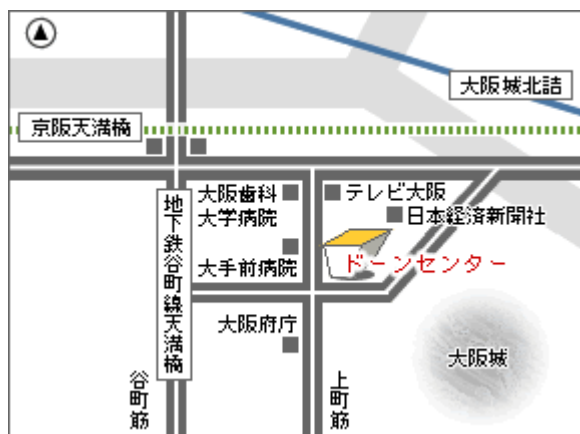 大阪城北詰
京阪天満橋
地下鉄谷町線天満橋
大阪歯科
大学病院
テレビ大阪
日本経済新聞社
大手前病院
ドーンセンター
大阪府庁
大阪城
谷町筋
上町筋